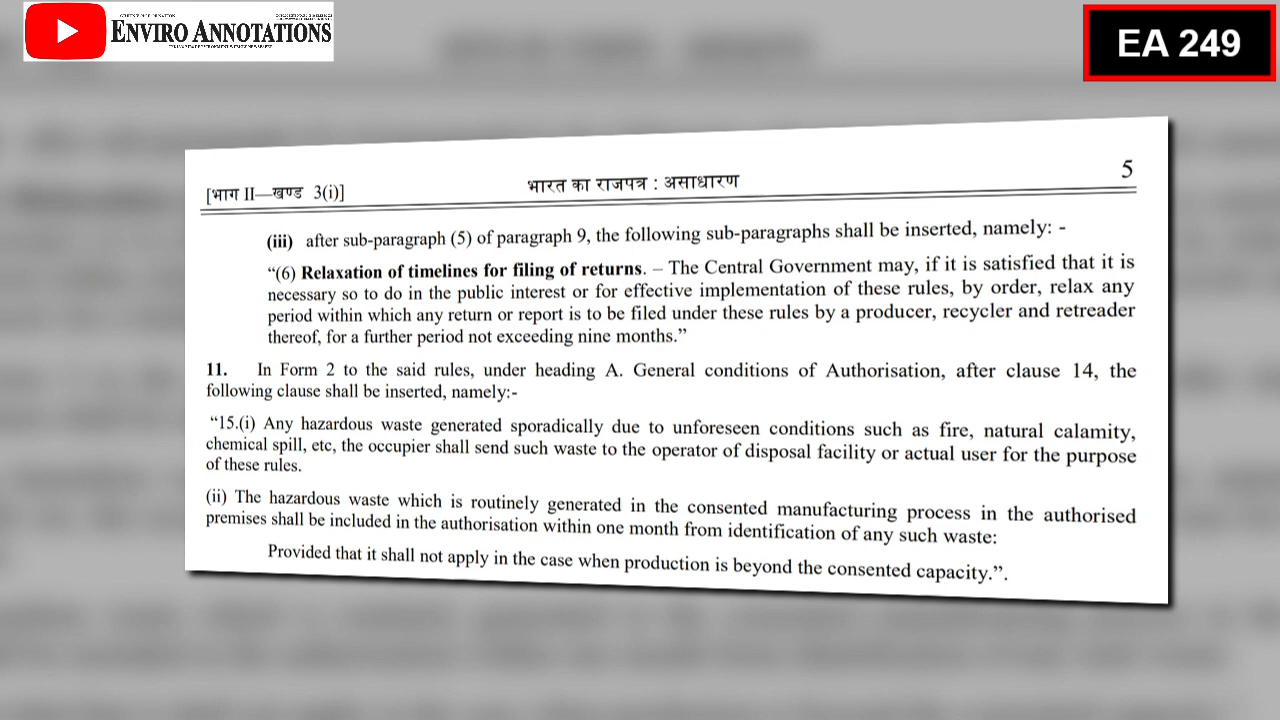 ENVIRO ANNOTATIONS
EA 249
[भाग II—खण्ड 3(i)]
भारत का राजपत्र : असाधारण
5
(iii) after sub-paragraph (5) of paragraph 9, the following sub-paragraphs shall be inserted, namely: -
“(6) Relaxation of timelines for filing of returns. – The Central Government may, if it is satisfied that it is
necessary so to do in the public interest or for effective implementation of these rules, by order, relax any
period within which any return or report is to be filed under these rules by a producer, recycler and retreader
thereof, for a further period not exceeding nine months.”
11. In Form 2 to the said rules, under heading A. General conditions of Authorisation, after clause 14, the
following clause shall be inserted, namely:-
“15.(i) Any hazardous waste generated sporadically due to unforeseen conditions such as fire, natural calamity,
chemical spill, etc, the occupier shall send such waste to the operator of disposal facility or actual user for the purpose
of these rules.
(ii) The hazardous waste which is routinely generated in the consented manufacturing process in the authorised
premises shall be included in the authorisation within one month from identification of any such waste:
Provided that it shall not apply in the case when production is beyond the consented capacity.”.